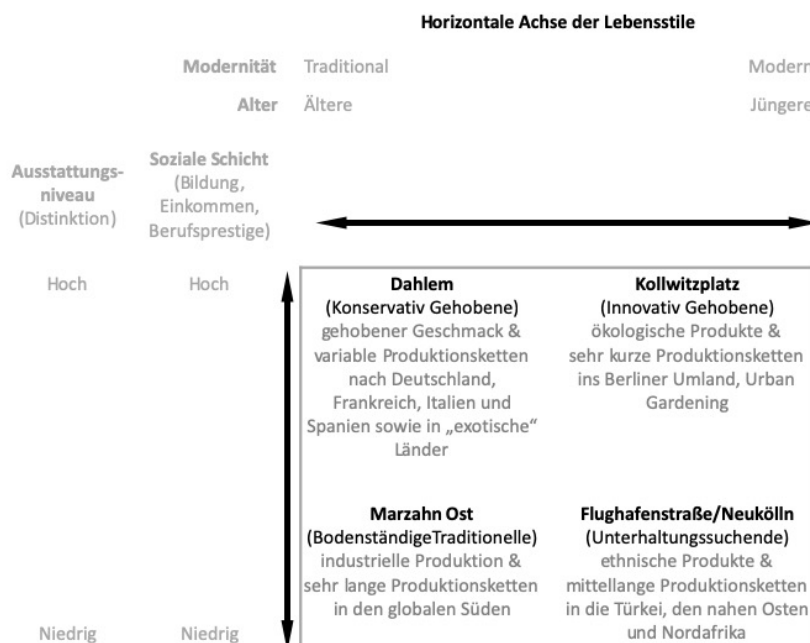 Horizontale Achse der Lebensstile
Modernität Traditional Modern
Alter Ältere Jüngere
Ausstattungs-
niveau
(Distinktion)
Soziale Schicht
(Bildung,
Einkommen,
Berufsprestige)
Hoch Hoch
Dahlem
(Konservativ Gehobene)
gehobener Geschmack &
variable Produktionsketten
nach Deutschland,
Frankreich, Italien und
Spanien sowie in „exotische“
Länder
Kollwitzplatz
(Innovativ Gehobene)
ökologische Produkte &
sehr kurze Produktionsketten
ins Berliner Umland, Urban
Gardening
Marzahn Ost
(BodenständigeTraditionelle)
industrielle Produktion &
sehr lange Produktionsketten
in den globalen Süden
Flughafenstraße/Neukölln
(Unterhaltungssuchende)
ethnische Produkte &
mittellange Produktionsketten
in die Türkei, den nahen Osten
und Nordafrika
Niedrig Niedrig